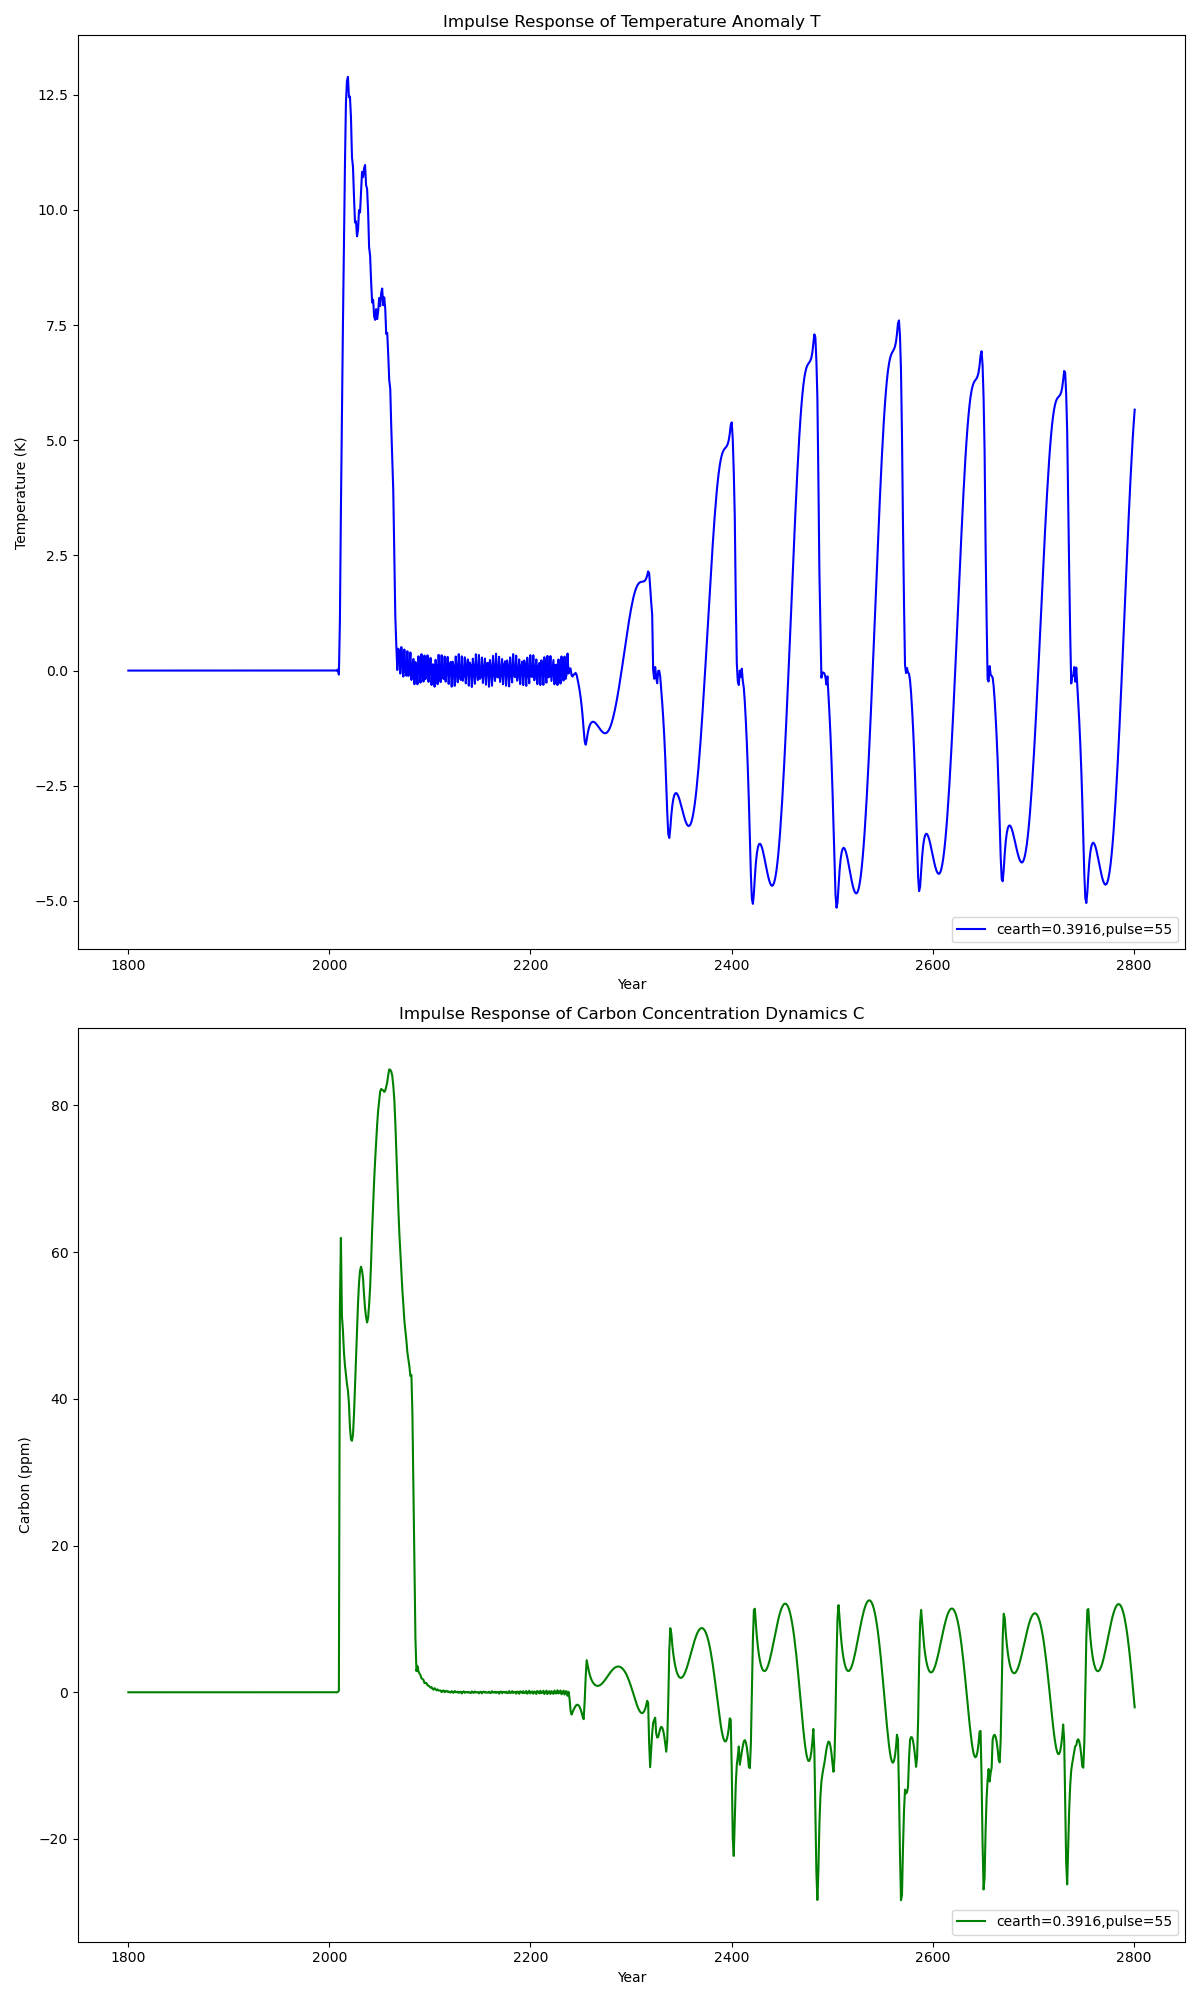 Impulse Response of Temperature Anomaly T
12.5
10.0
7.5
5.0
2.5
0.0
−2.5
−5.0
Temperature (K)
cearth=0.3916,pulse=55
1800 2000 2200 2400 2600 2800
Year
Impulse Response of Carbon Concentration Dynamics C
80
60
40
20
0
−20
Carbon (ppm)
cearth=0.3916,pulse=55
1800 2000 2200 2400 2600 2800
Year